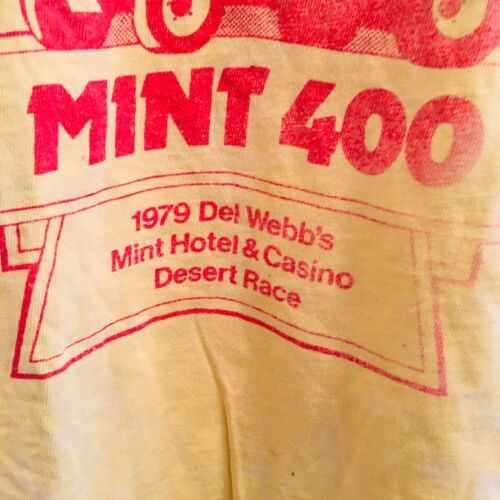 MINT 400
1979 Del Webb's
Mint Hotel & Casino
Desert Race